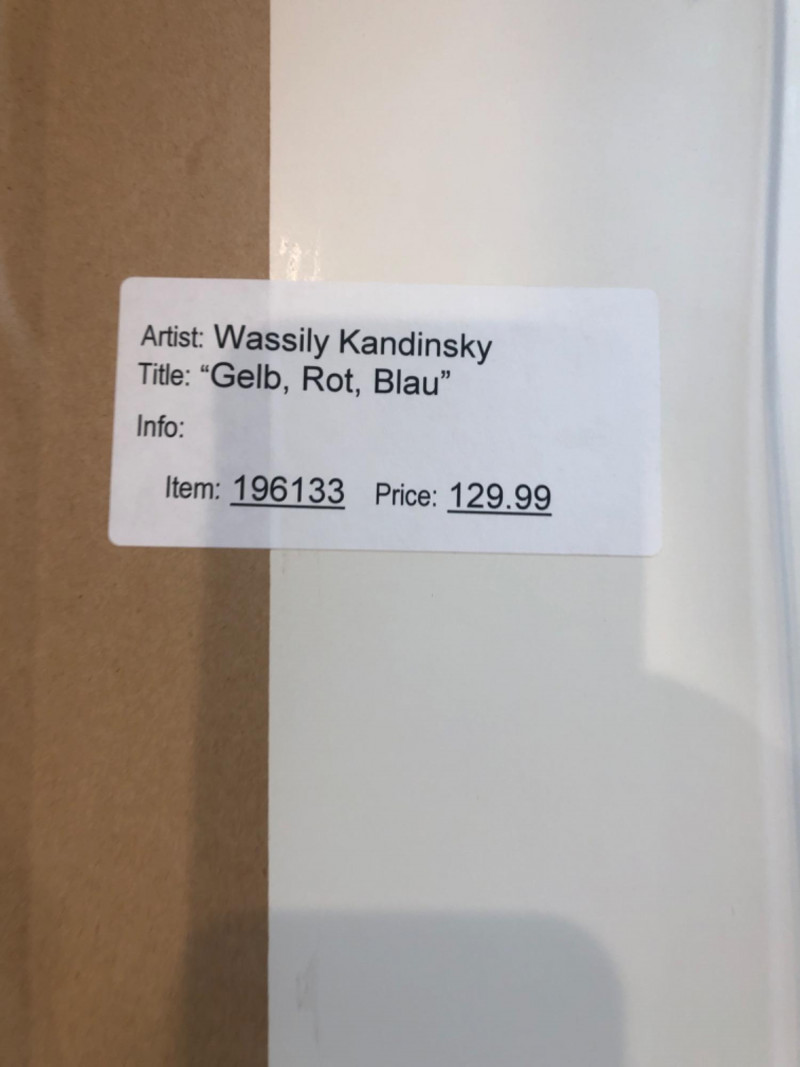 Artist: Wassily Kandinsky
Title: “Gelb, Rot, Blau”
Info:
Item: 196133 Price: 129.99